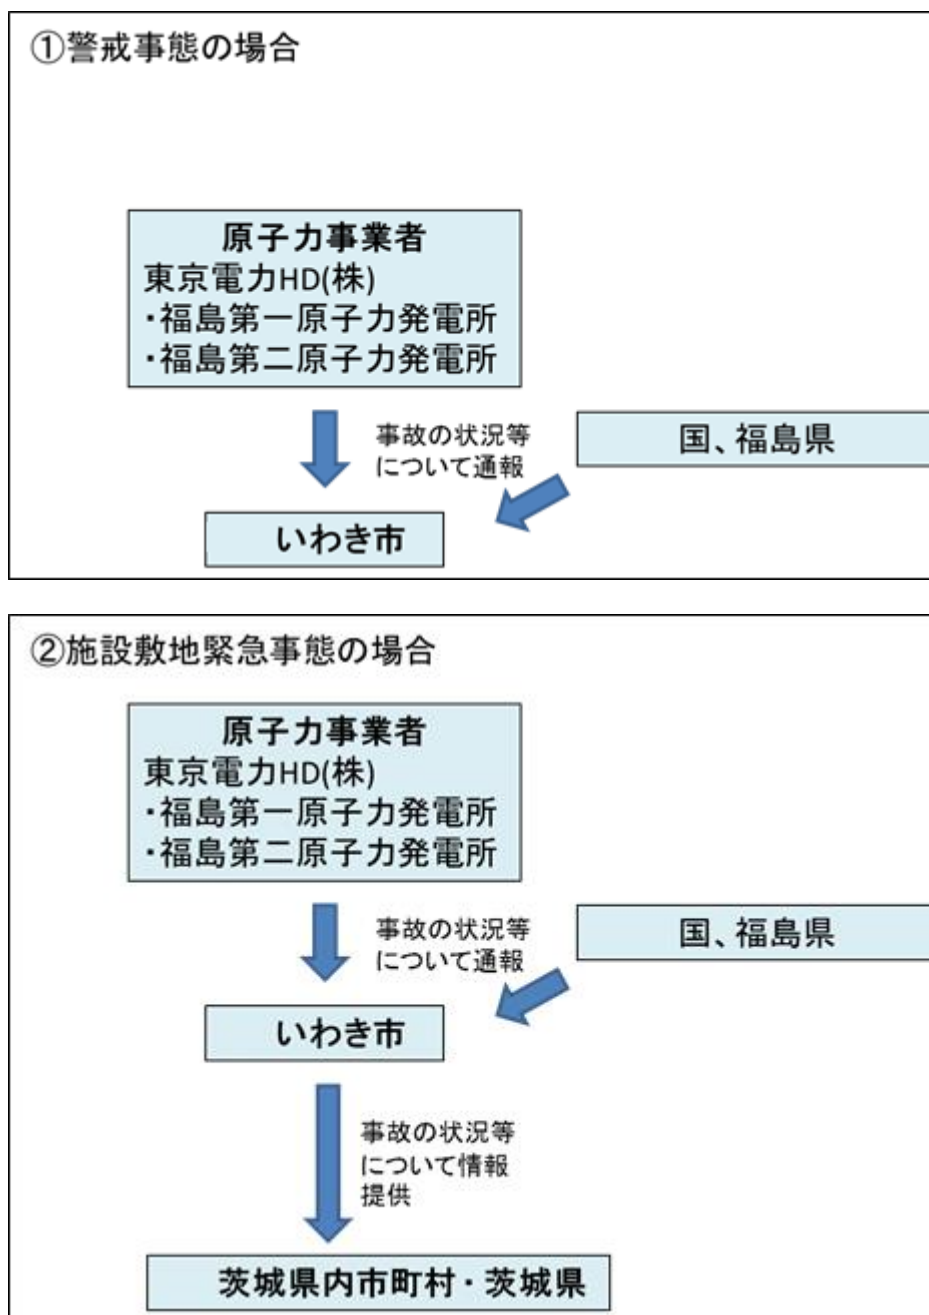 ①警戒事態の場合
原子力事業者
東京電力HD(株)
・福島第一原子力発電所
・福島第二原子力発電所
事故の状況等
について通報
国、福島県
いわき市
②施設敷地緊急事態の場合
原子力事業者
東京電力HD(株)
・福島第一原子力発電所
・福島第二原子力発電所
事故の状況等
について通報
国、福島県
いわき市
事故の状況等
について情報
提供
茨城県内市町村・茨城県